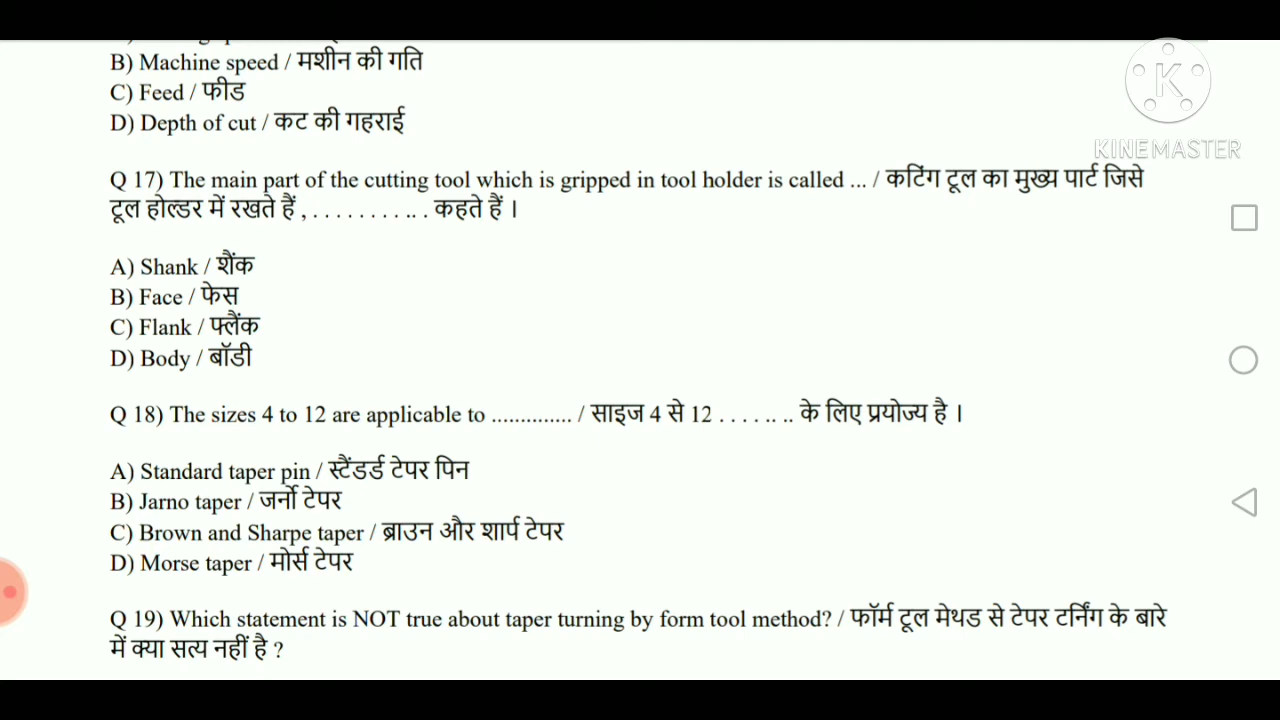 B) Machine speed / मशीन की गति
C) Feed / फीड
D) Depth of cut / कट की गहराई
KINEMASTER
Q 17) The main part of the cutting tool which is gripped in tool holder is called ... / कटिंग टूल का मुख्य पार्ट जिसे
टूल होल्डर में रखते हैं , . . . . . . . . . .. . कहते हैं ।
A) Shank / शैंक
B) Face / फेस
C) Flank / फ्लैंक
D) Body / बॉडी
Q 18) The sizes 4 to 12 are applicable to .............. / साइज 4 से 12 . . . . .. .. के लिए प्रयोज्य है ।
A) Standard taper pin / स्टैंडर्ड टेपर पिन
B) Jarno taper / जर्नो टेपर
C) Brown and Sharpe taper / ब्राउन और शार्प टेपर
D) Morse taper / मोर्स टेपर
Q 19) Which statement is NOT true about taper turning by form tool method? / फॉर्म टूल मेथड से टेपर टर्निंग के बारे
में क्या सत्य नहीं है ?